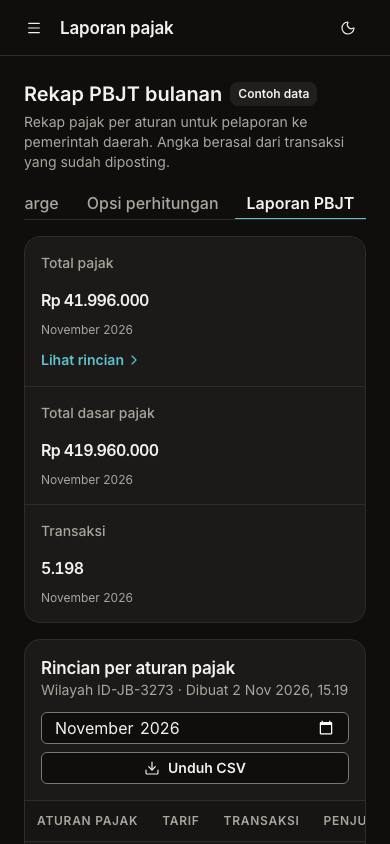 Laporan pajak
Rekap PBJT bulanan
Contoh data
Rekap pajak per aturan untuk pelaporan ke
pemerintah daerah. Angka berasal dari transaksi
yang sudah diposting.
arge
Opsi perhitungan
Laporan PBJT
Total pajak
Rp 41.996.000
November 2026
Lihat rincian
Total dasar pajak
Rp 419.960.000
November 2026
Transaksi
5.198
November 2026
Rincian per aturan pajak
Wilayah ID-JB-3273 · Dibuat 2 Nov 2026, 15.19
November 2026
Unduh CSV
ATURAN PAJAK TARIF TRANSAKSI PENJU